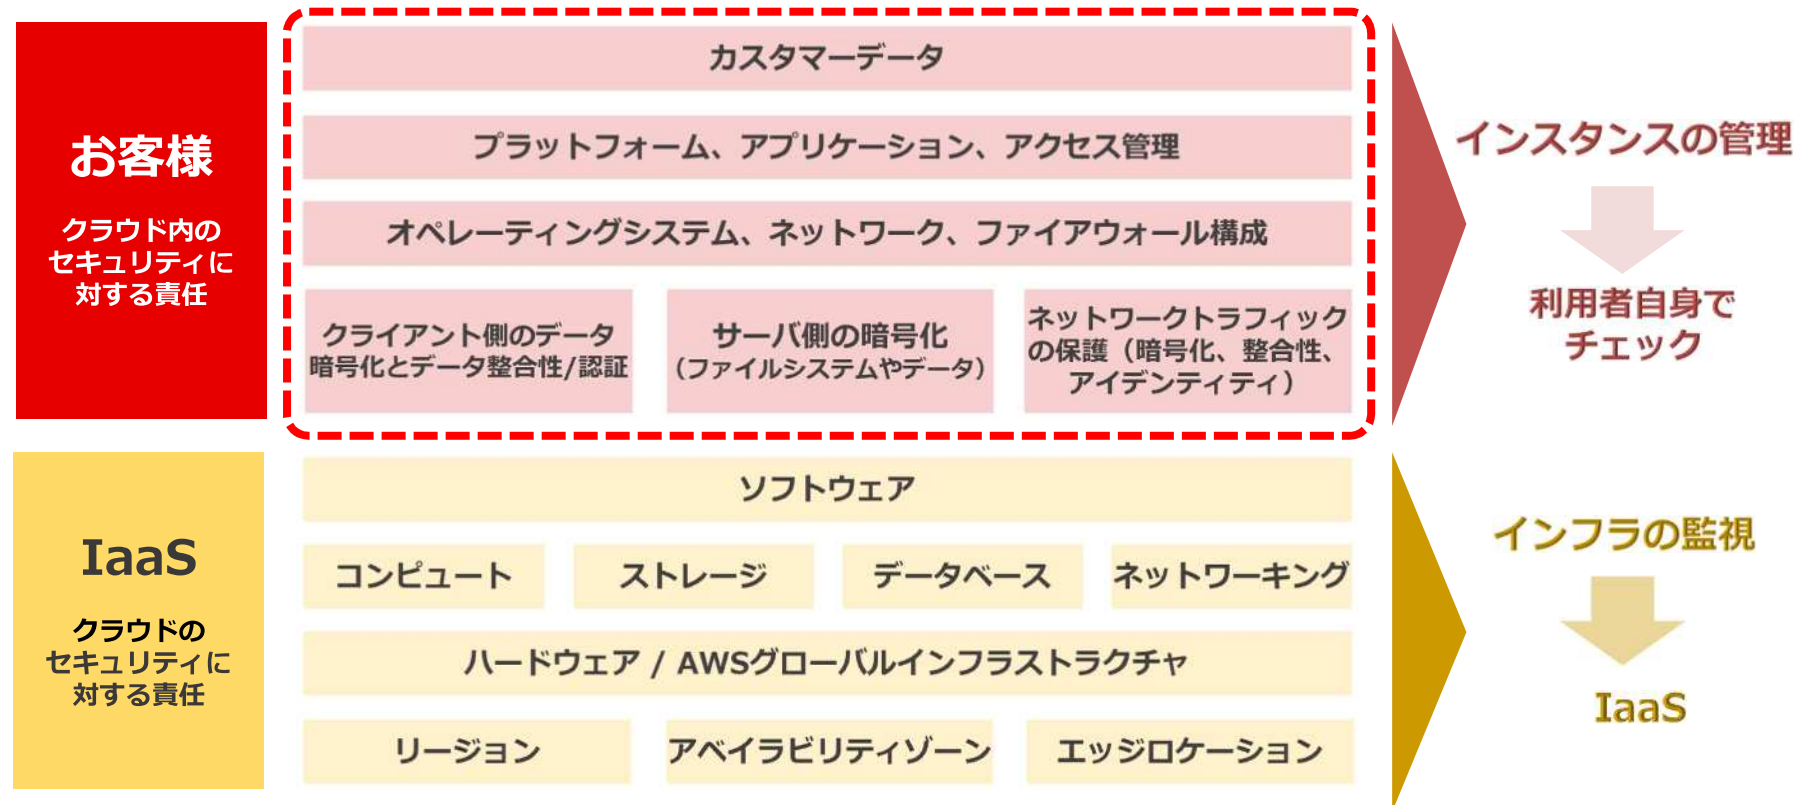 お客様
クラウド内の
セキュリティに
対する責任
カスタマーデータ
プラットフォーム、アプリケーション、アクセス管理
オペレーティングシステム、ネットワーク、ファイアウォール構成
クライアント側のデータ
暗号化とデータ整合性/認証
サーバ側の暗号化
（ファイルシステムやデータ）
ネットワークトラフィック
の保護（暗号化、整合性、
アイデンティティ）
インスタンスの管理
利用者自身で
チェック
IaaS
クラウドの
セキュリティに
対する責任
ソフトウェア
コンピュート
ストレージ
データベース
ネットワーキング
ハードウェア / AWSグローバルインフラストラクチャ
リージョン
アベイラビリティゾーン
エッジロケーション
インフラの監視
IaaS